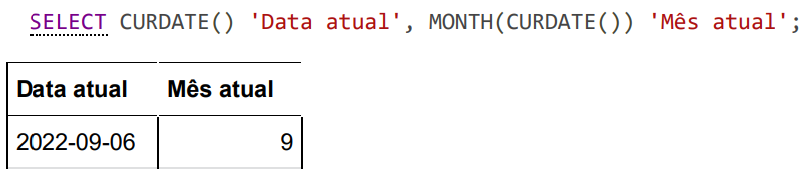 SELECT CURDATE() 'Data atual', MONTH(CURDATE()) 'Mês atual';
Data atual Mês atual
2022-09-06 9